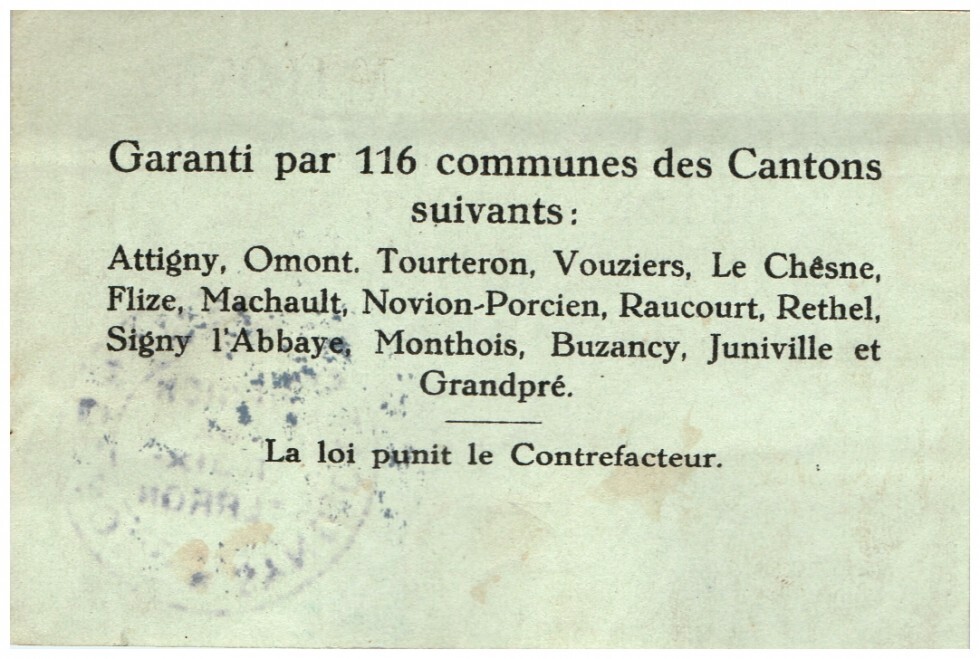 Garanti par 116 communes des Cantons
suivants:
Attigny, Omont. Tourteron, Vouziers, Le Chêsne,
Flize, Machault, Novion-Porcien, Raucourt, Rethel,
Signy l'Abbaye, Monthois, Buzancy, Juniville et
Grandpré.
La loi punit le Contrefacteur.